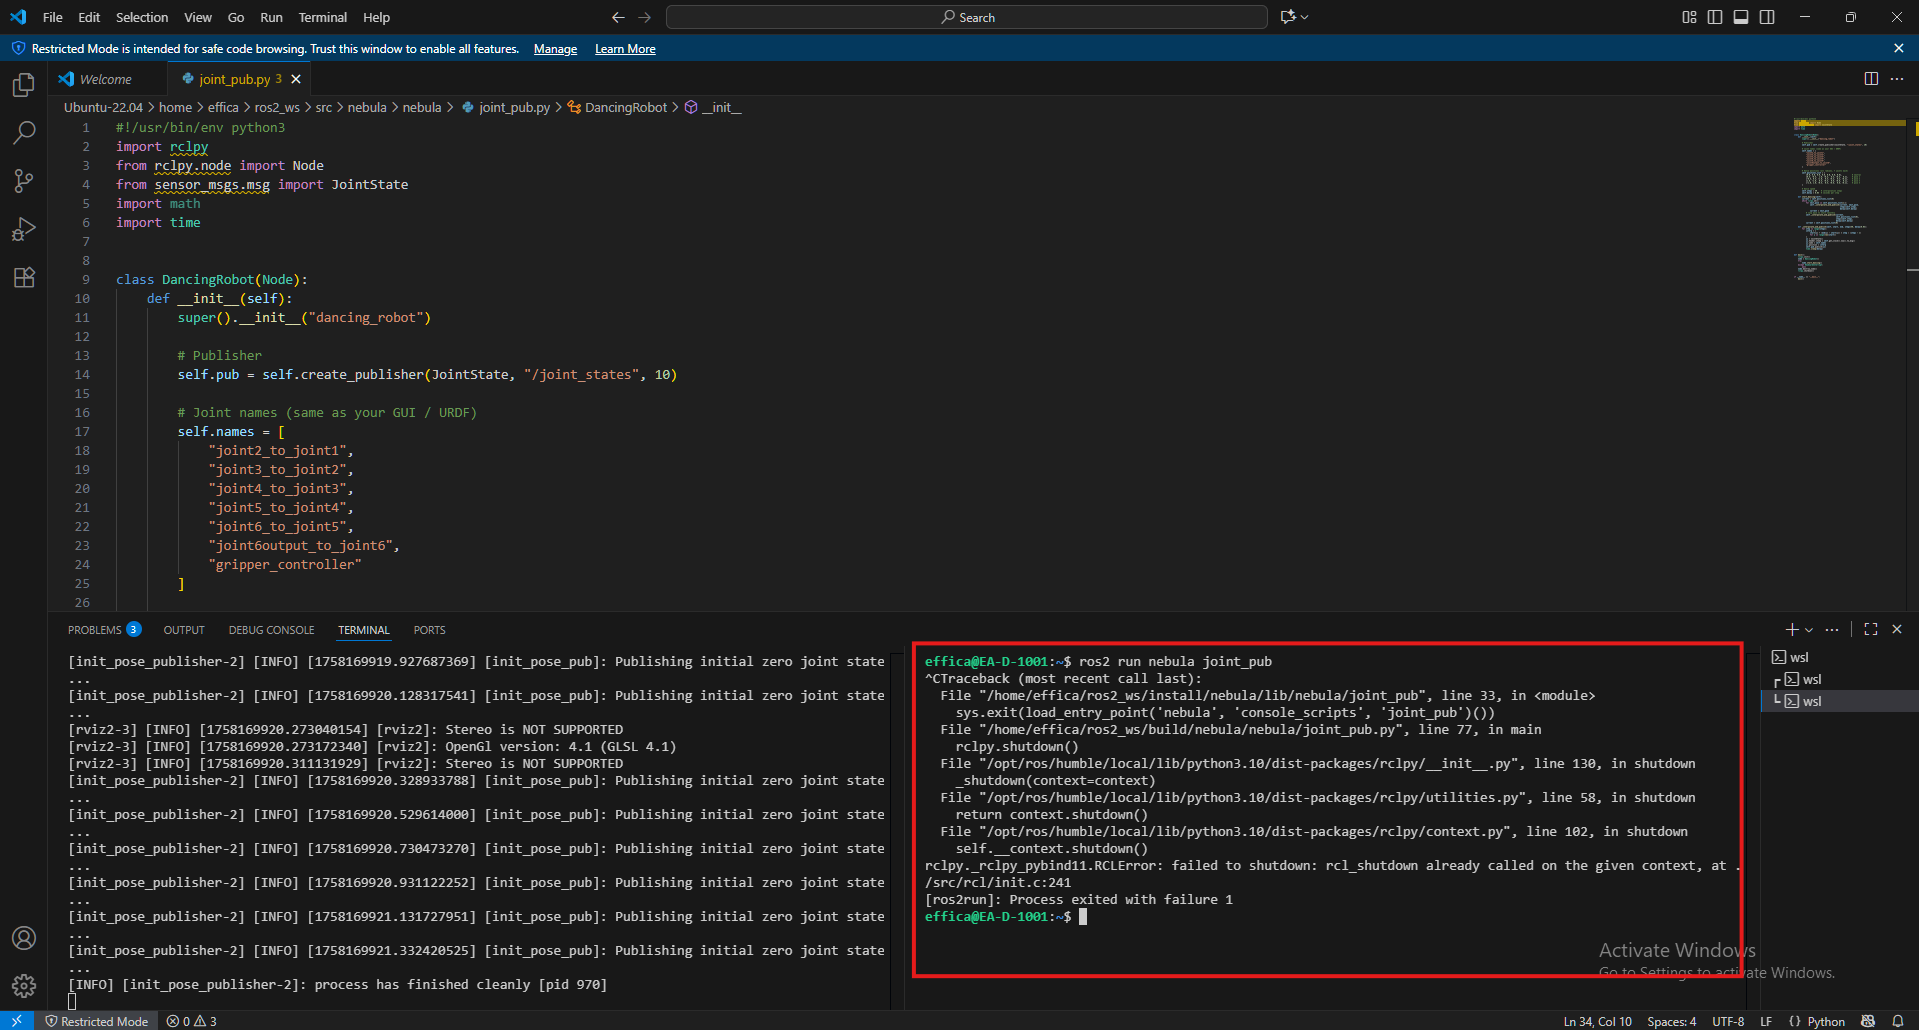 File Edit Selection View Go Run Terminal Help
Search
Restricted Mode is intended for safe code browsing. Trust this window to enable all features. Manage Learn More
Welcome
joint_pub.py 3
Ubuntu-22.04 > home > effica > ros2_ws > src > nebula > nebula > joint_pub.py > DancingRobot > __init__
1 #!/usr/bin/env python3
2 import rclpy
3 from rclpy.node import Node
4 from sensor_msgs.msg import JointState
5 import math
6 import time
7
8
9 class DancingRobot(Node):
10 def __init__(self):
11 super().__init__("dancing_robot")
12
13 # Publisher
14 self.pub = self.create_publisher(JointState, "/joint_states", 10)
15
16 # Joint names (same as your GUI / URDF)
17 self.names = [
18 "joint2_to_joint1",
19 "joint3_to_joint2",
20 "joint4_to_joint3",
21 "joint5_to_joint4",
22 "joint6_to_joint5",
23 "joint6output_to_joint6",
24 "gripper_controller"
25 ]
26
PROBLEMS 3 OUTPUT DEBUG CONSOLE TERMINAL PORTS
[init_pose_publisher-2] [INFO] [1758169919.927687369] [init_pose_pub]: Publishing initial zero joint state
...
[init_pose_publisher-2] [INFO] [1758169920.128317541] [init_pose_pub]: Publishing initial zero joint state
...
[rviz2-3] [INFO] [1758169920.273040154] [rviz2]: Stereo is NOT SUPPORTED
[rviz2-3] [INFO] [1758169920.273172340] [rviz2]: OpenGl version: 4.1 (GLSL 4.1)
[rviz2-3] [INFO] [1758169920.311131929] [rviz2]: Stereo is NOT SUPPORTED
[init_pose_publisher-2] [INFO] [1758169920.328933788] [init_pose_pub]: Publishing initial zero joint state
...
[init_pose_publisher-2] [INFO] [1758169920.529614000] [init_pose_pub]: Publishing initial zero joint state
...
[init_pose_publisher-2] [INFO] [1758169920.730473270] [init_pose_pub]: Publishing initial zero joint state
...
[init_pose_publisher-2] [INFO] [1758169920.931122252] [init_pose_pub]: Publishing initial zero joint state
...
[init_pose_publisher-2] [INFO] [1758169921.131727951] [init_pose_pub]: Publishing initial zero joint state
...
[init_pose_publisher-2] [INFO] [1758169921.332420525] [init_pose_pub]: Publishing initial zero joint state
...
[INFO] [init_pose_publisher-2]: process has finished cleanly [pid 970]
effica@EA-D-1001:~$ ros2 run nebula joint_pub
^CTraceback (most recent call last):
File "/home/effica/ros2_ws/install/nebula/lib/nebula/joint_pub", line 33, in <module>
sys.exit(load_entry_point('nebula', 'console_scripts', 'joint_pub')())
File "/home/effica/ros2_ws/build/nebula/nebula/joint_pub.py", line 77, in main
rclpy.shutdown()
File "/opt/ros/humble/local/lib/python3.10/dist-packages/rclpy/__init__.py", line 130, in shutdown
_shutdown(context=context)
File "/opt/ros/humble/local/lib/python3.10/dist-packages/rclpy/utilities.py", line 58, in shutdown
return context.shutdown()
File "/opt/ros/humble/local/lib/python3.10/dist-packages/rclpy/context.py", line 102, in shutdown
self.__context.shutdown()
rclpy._rclpy_pybind11.RCLError: failed to shutdown: rcl_shutdown already called on the given context, at .
/src/rcl/init.c:241
[ros2run]: Process exited with failure 1
effica@EA-D-1001:~$
wsl
wsl
wsl
Activate Windows
Go to Settings to activate Windows.
Restricted Mode 0 3 Ln 34, Col 10 Spaces: 4 UTF-8 LF {} Python